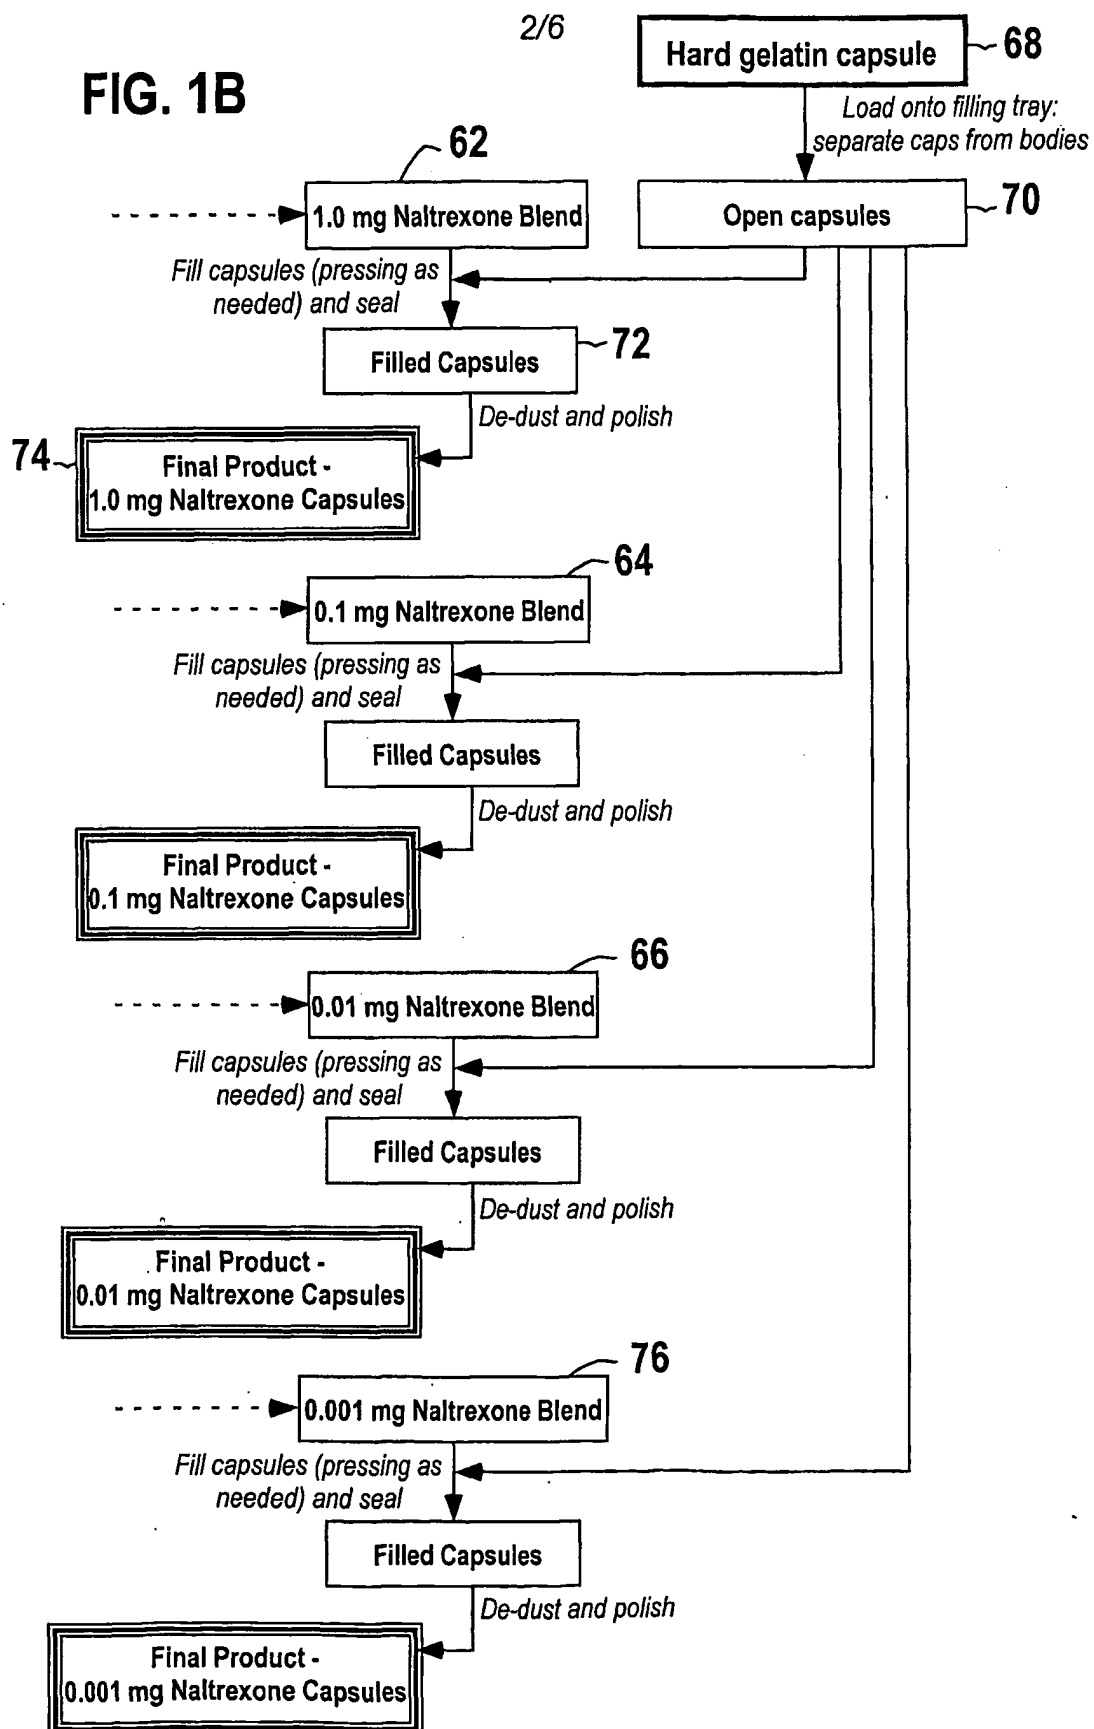 2/6
FIG. 1B
Hard gelatin capsule
68
Load onto filling tray:
separate caps from bodies
62
1.0 mg Naltrexone Blend
Open capsules
70
Fill capsules (pressing as
needed) and seal
Filled Capsules
72
De-dust and polish
74
Final Product -
1.0 mg Naltrexone Capsules
64
0.1 mg Naltrexone Blend
Fill capsules (pressing as
needed) and seal
Filled Capsules
De-dust and polish
Final Product -
0.1 mg Naltrexone Capsules
66
0.01 mg Naltrexone Blend
Fill capsules (pressing as
needed) and seal
Filled Capsules
De-dust and polish
Final Product -
0.01 mg Naltrexone Capsules
76
0.001 mg Naltrexone Blend
Fill capsules (pressing as
needed) and seal
Filled Capsules
De-dust and polish
Final Product -
0.001 mg Naltrexone Capsules